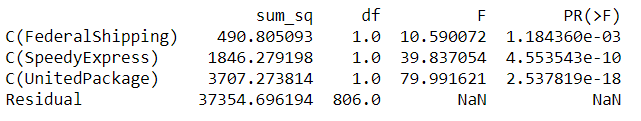 sum_sq df F PR(>F)
C(FederalShipping) 490.805093 1.0 10.590072 1.184360e-03
C(SpeedyExpress) 1846.279198 1.0 39.837054 4.553543e-10
C(UnitedPackage) 3707.273814 1.0 79.991621 2.537819e-18
Residual 37354.696194 806.0 NaN NaN